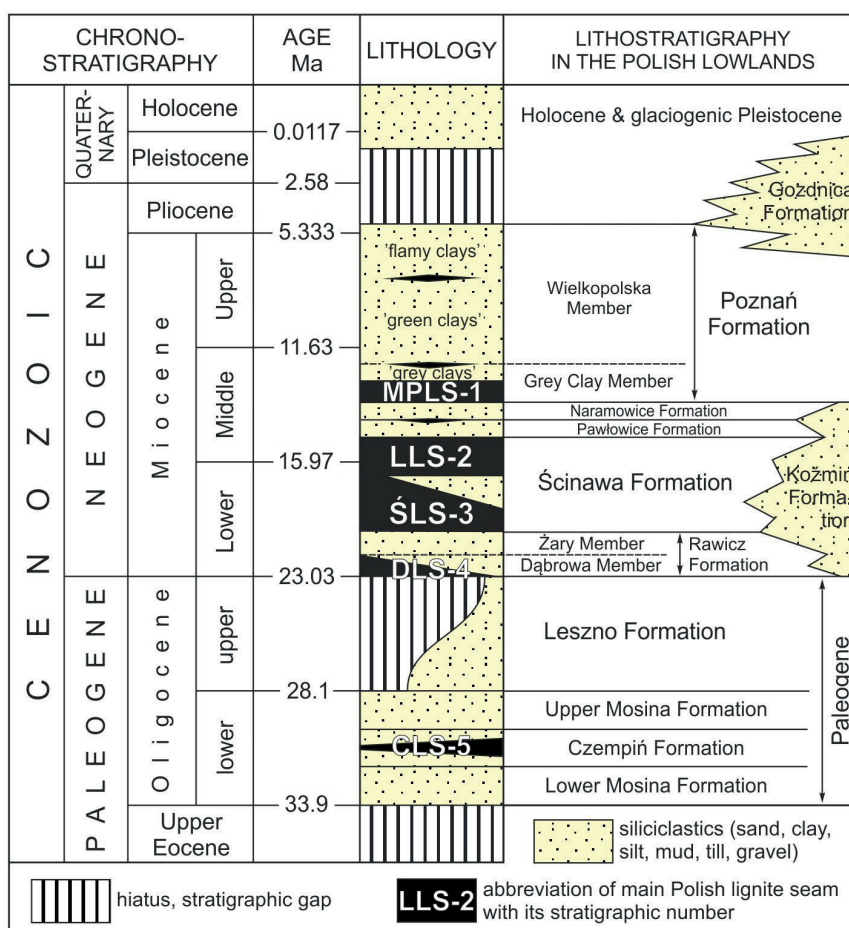 CHRONO-
STRATIGRAPHY
AGE
Ma
LITHOLOGY
LITHOSTRATIGRAPHY
IN THE POLISH LOWLANDS
CENOZOIC
QUATER-
NARY
NEOGENE
PALEOGENE
Holocene
Pleistocene
Pliocene
Miocene
Upper
Middle
Lower
Oligocene
upper
lower
Upper
Eocene
0.0117
2.58
5.333
11.63
15.97
23.03
28.1
33.9
'flamy clays'
'green clays'
'grey clays'
MPLS-1
LLS-2
ŚLS-3
DLS-4
CLS-5
Holocene & glaciogenic Pleistocene
Gozdnica
Formation
Wielkopolska
Member
Poznań
Formation
Grey Clay Member
Naramowice Formation
Pawłowice Formation
Ścinawa Formation
Koźmin
Forma-
tion
Żary Member
Dąbrowa Member
Rawicz
Formation
Leszno Formation
Upper Mosina Formation
Czempiń Formation
Lower Mosina Formation
Paleogene
siliciclastics (sand, clay,
silt, mud, till, gravel)
hiatus, stratigraphic gap
LLS-2
abbreviation of main Polish lignite seam
with its stratigraphic number